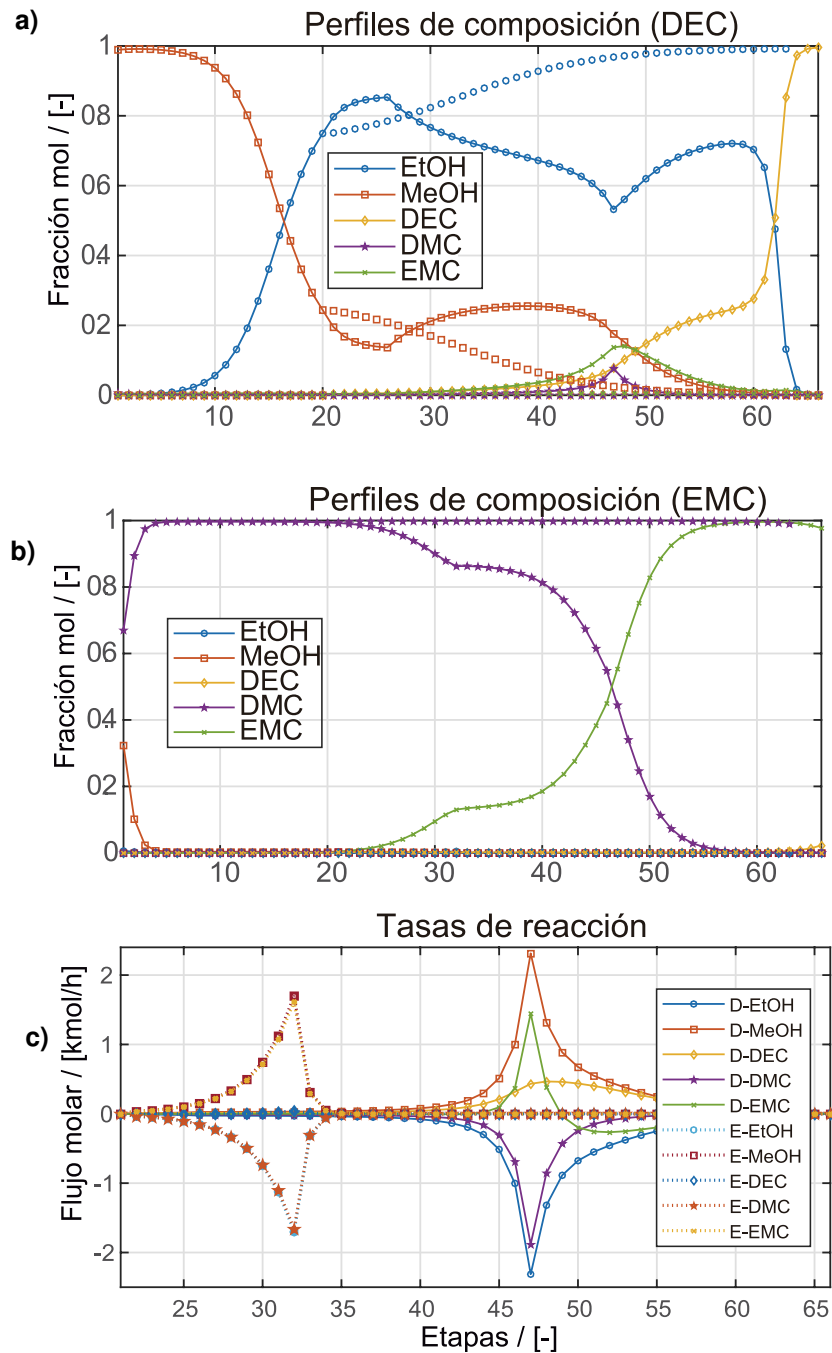 a)
Perfiles de composición (DEC)
Fracción mol / [-]
1
08
06
04
02
0
EtOH
MeOH
DEC
DMC
EMC
10 20 30 40 50 60
b)
Perfiles de composición (EMC)
Fracción mol / [-]
1
08
06
04
02
0
EtOH
MeOH
DEC
DMC
EMC
10 20 30 40 50 60
c)
Tasas de reacción
Flujo molar / [kmol/h]
2
1
0
-1
-2
D-EtOH
D-MeOH
D-DEC
D-DMC
D-EMC
E-EtOH
E-MeOH
E-DEC
E-DMC
E-EMC
25 30 35 40 45 50 55 60 65
Etapas / [-]